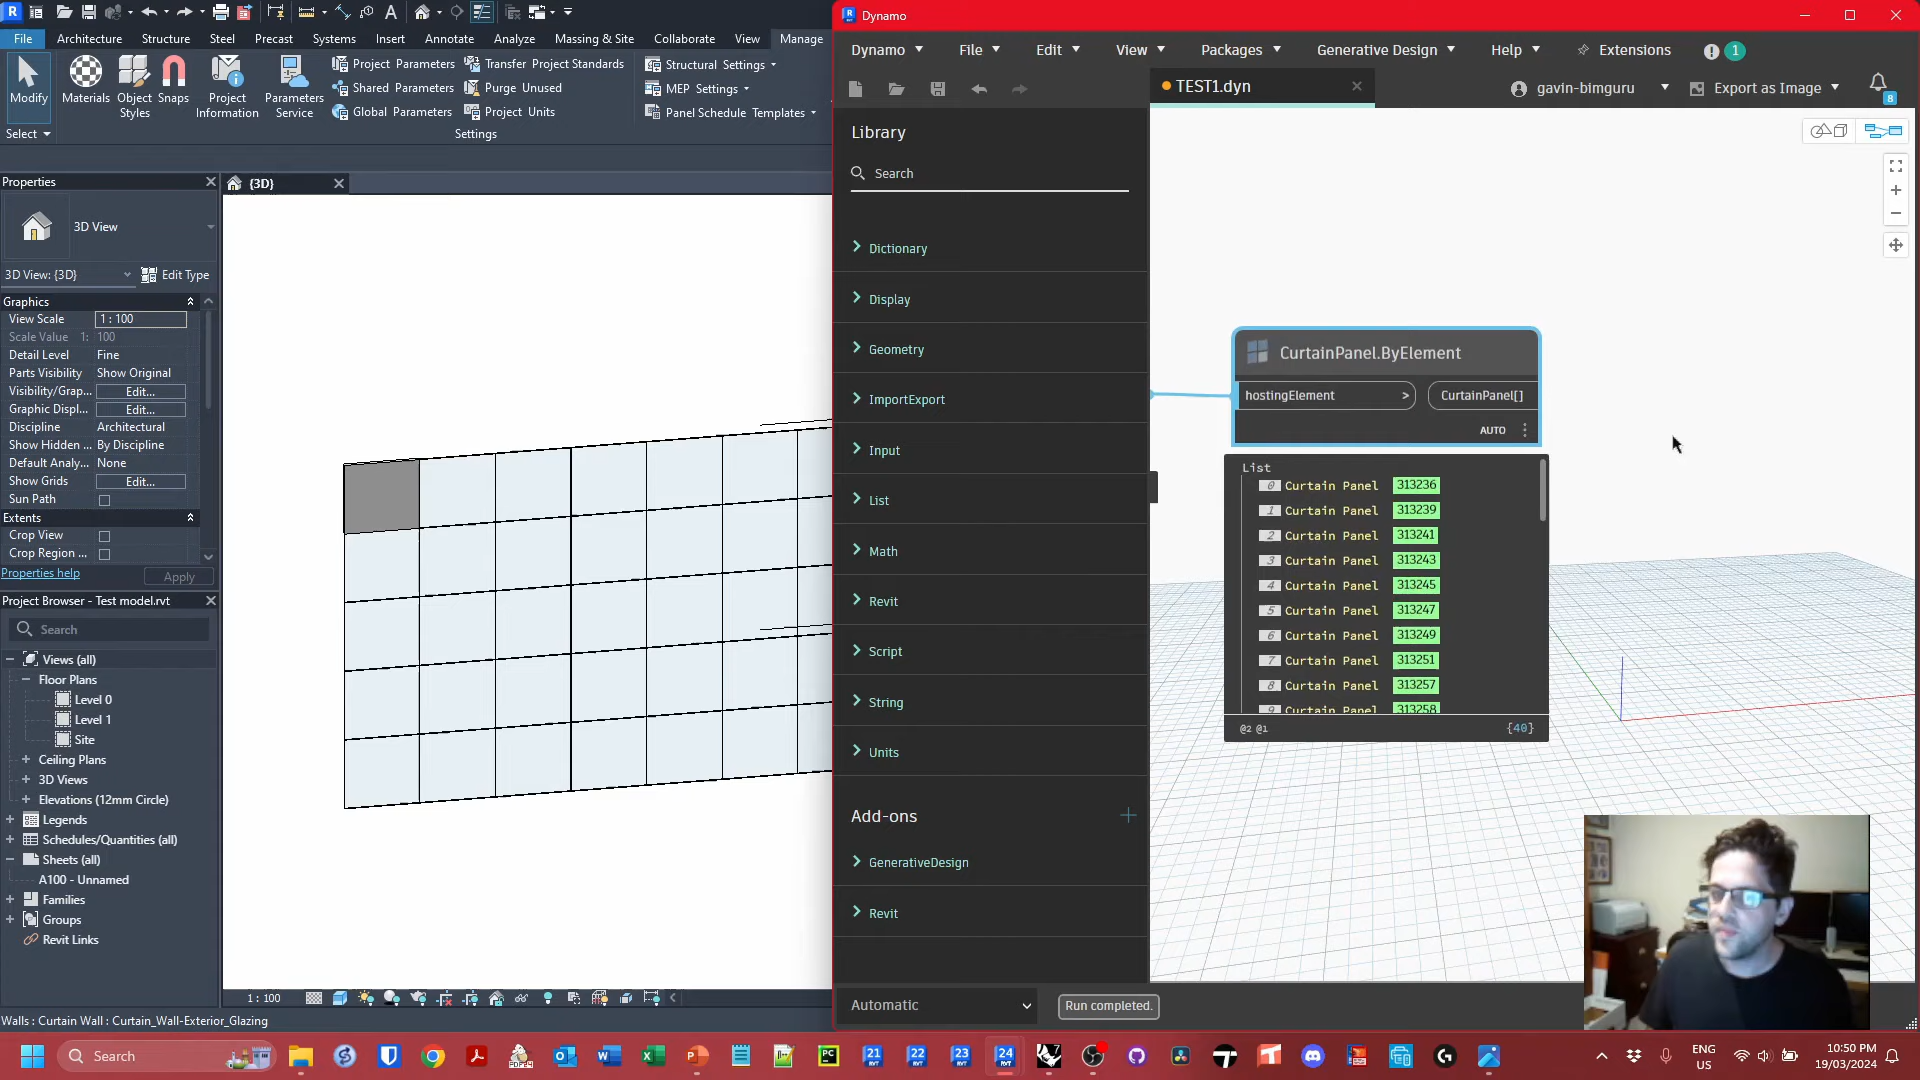 File
Architecture
Structure
Steel
Precast
Systems
Insert
Annotate
Analyze
Massing & Site
Collaborate
View
Manage
Modify
Materials
Object
Styles
Snaps
Project
Information
Parameters
Service
Project Parameters
Shared Parameters
Global Parameters
Transfer Project Standards
Purge Unused
Project Units
Structural Settings
MEP Settings
Panel Schedule Templates
Select
Settings
Properties
3D View
3D View: {3D}
Edit Type
Graphics
View Scale 1 : 100
Scale Value 1: 100
Detail Level Fine
Parts Visibility Show Original
Visibility/Grap... Edit...
Graphic Displ... Edit...
Discipline Architectural
Show Hidden ... By Discipline
Default Analy... None
Show Grids Edit...
Sun Path
Extents
Crop View
Crop Region ...
Properties help
Apply
Project Browser - Test model.rvt
Search
Views (all)
Floor Plans
Level 0
Level 1
Site
Ceiling Plans
3D Views
Elevations (12mm Circle)
Legends
Schedules/Quantities (all)
Sheets (all)
A100 - Unnamed
Families
Groups
Revit Links
{3D}
1 : 100
Walls : Curtain Wall : Curtain_Wall-Exterior_Glazing
Dynamo
Dynamo
File
Edit
View
Packages
Generative Design
Help
Extensions
1
TEST1.dyn
gavin-bimguru
Export as Image
8
Library
Search
Dictionary
Display
Geometry
ImportExport
Input
List
Math
Revit
Script
String
Units
Add-ons
GenerativeDesign
Revit
Automatic
Run completed.
CurtainPanel.ByElement
hostingElement >
CurtainPanel[]
AUTO
List
0 Curtain Panel 313236
1 Curtain Panel 313239
2 Curtain Panel 313241
3 Curtain Panel 313243
4 Curtain Panel 313245
5 Curtain Panel 313247
6 Curtain Panel 313249
7 Curtain Panel 313251
8 Curtain Panel 313257
9 Curtain Panel 313258
@2 @1
{40}
Search
21
22
23
24
ENG
US
10:50 PM
19/03/2024